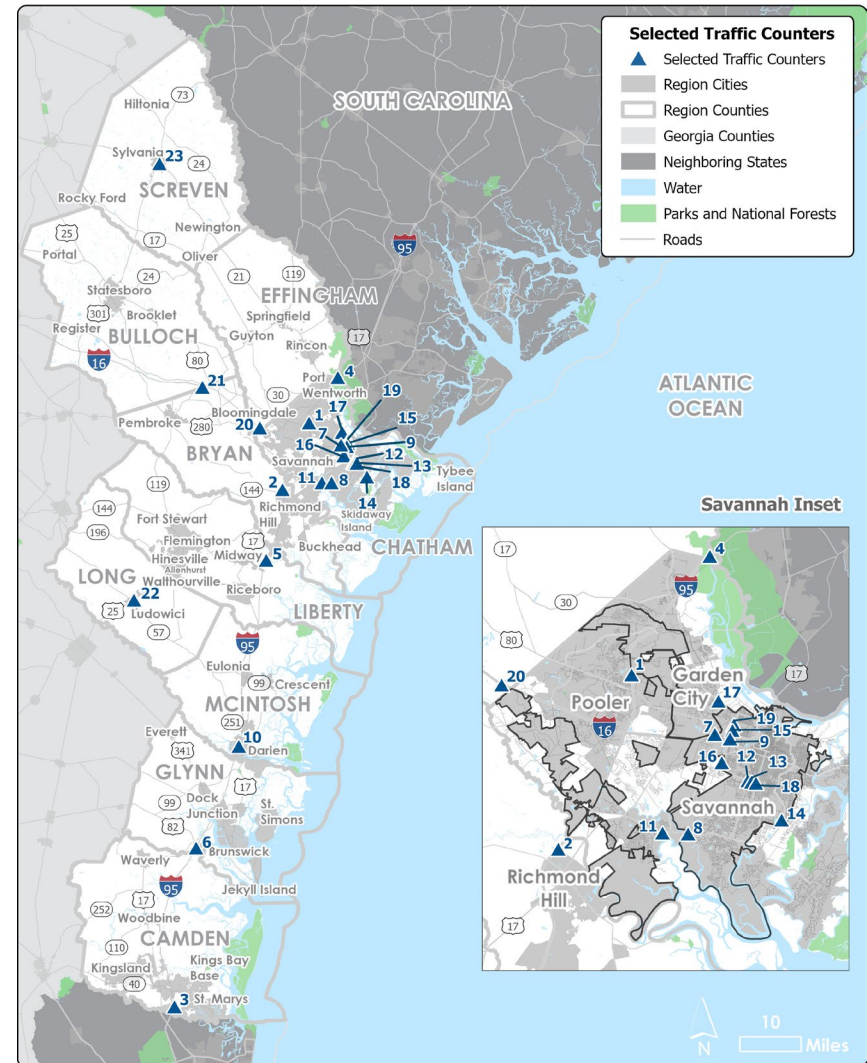 Selected Traffic Counters
Selected Traffic Counters
Region Cities
Region Counties
Georgia Counties
Neighboring States
Water
Parks and National Forests
Roads
SOUTH CAROLINA
95
73
Hiltonia
Sylvania
23
24
SCREVEN
Rocky Ford
Newington
17
Oliver
25
Portal
24
Statesboro
301
Brooklet
Register
BULLOCH
16
80
21
21
119
EFFINGHAM
Springfield
Guyton
Rincon
17
4
Port
Wentworth
30
Bloomingdale
Pembroke
280
20
BRYAN
1
17
19
15
7
9
16
12
13
18
Savannah
11
8
14
2
144
Richmond
Hill
Skidaway
Island
Tybee
Island
ATLANTIC
OCEAN
CHATHAM
Buckhead
119
144
196
Fort Stewart
17
Flemington
Hinesville
Midway
5
Allenhurst
Walthourville
LONG
22
Riceboro
25
Ludowici
57
LIBERTY
95
Eulonia
99
Crescent
MCINTOSH
251
10
Darien
Everett
341
GLYNN
17
99
Dock
Junction
St.
Simons
82
6
Brunswick
Waverly
95
Jekyll Island
17
252
Woodbine
CAMDEN
110
Kingsland
Kings Bay
Base
40
St. Marys
3
Savannah Inset
17
4
95
30
80
1
Garden
City
17
20
17
Pooler
16
7
19
15
9
16
12
13
18
Savannah
14
11
8
2
Richmond
Hill
17
N
10
Miles